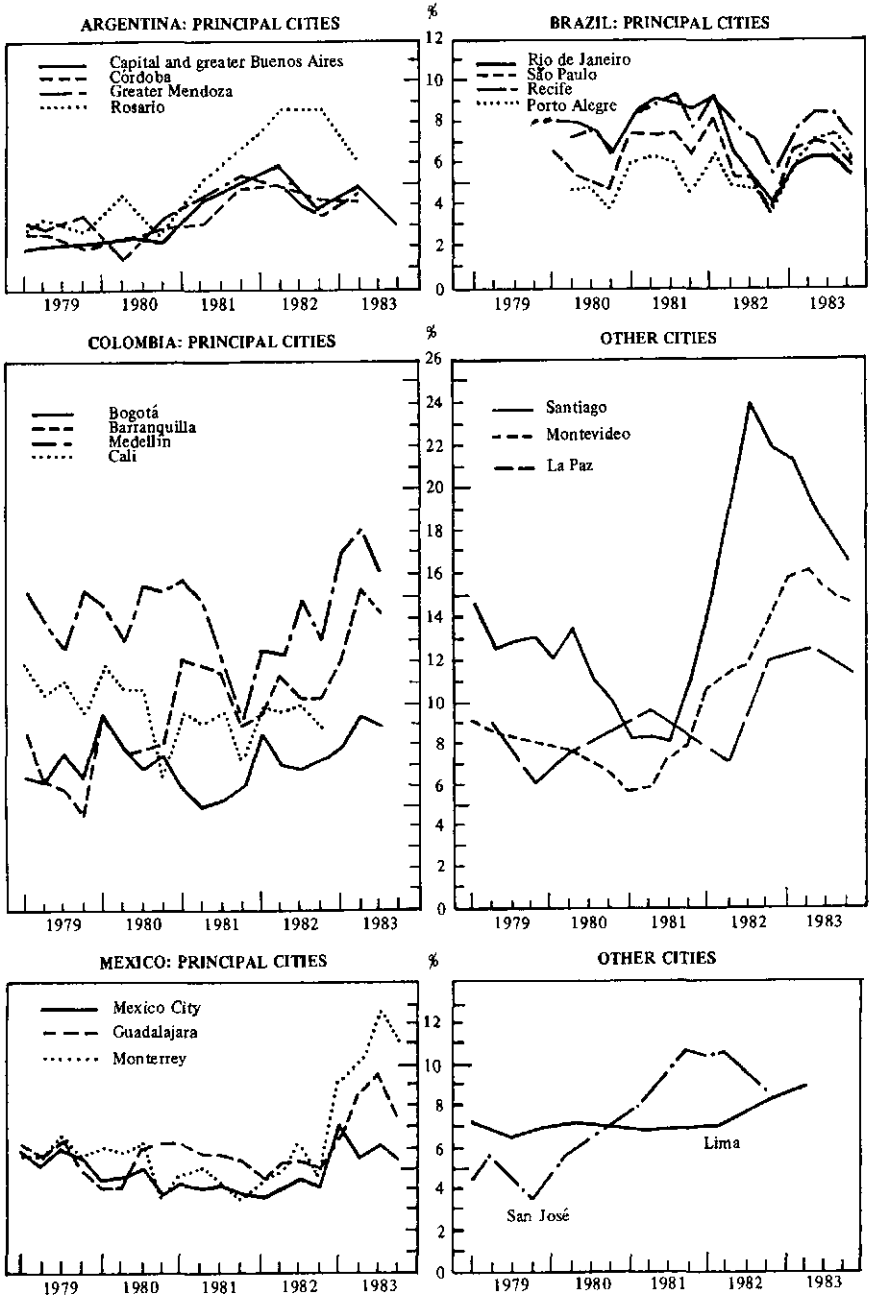 ARGENTINA: PRINCIPAL CITIES
Capital and greater Buenos Aires
Córdoba
Greater Mendoza
Rosario
1979 1980 1981 1982 1983
%
12
10
8
6
4
2
0
BRAZIL: PRINCIPAL CITIES
Rio de Janeiro
São Paulo
Recife
Porto Alegre
1979 1980 1981 1982 1983
COLOMBIA: PRINCIPAL CITIES
Bogotá
Barranquilla
Medellín
Cali
1979 1980 1981 1982 1983
%
26
24
22
20
18
16
15
12
10
8
6
5
4
2
0
OTHER CITIES
Santiago
Montevideo
La Paz
1979 1980 1981 1982 1983
MEXICO: PRINCIPAL CITIES
Mexico City
Guadalajara
Monterrey
1979 1980 1981 1982 1983
%
12
10
8
6
4
2
0
OTHER CITIES
Lima
San José
1979 1980 1981 1982 1983